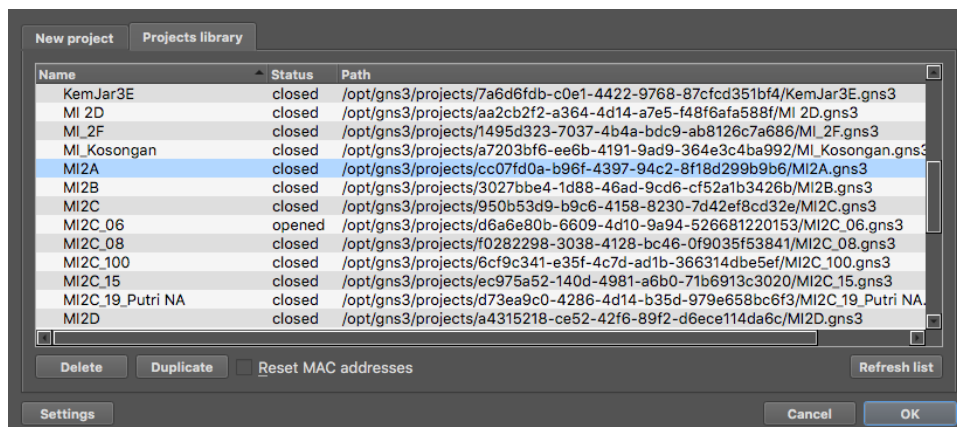 New project Projects library
Name Status Path
KemJar3E closed /opt/gns3/projects/7a6d6fdb-c0e1-4422-9768-87cfcd351bf4/KemJar3E.gns3
MI 2D closed /opt/gns3/projects/aa2cb2f2-a364-4d14-a7e5-f48f6afa588f/MI 2D.gns3
MI_2F closed /opt/gns3/projects/1495d323-7037-4b4a-bdc9-ab8126c7a686/MI_2F.gns3
MI_Kosongan closed /opt/gns3/projects/a7203bf6-ee6b-4191-9ad9-364e3c4ba992/MI_Kosongan.gns3
MI2A closed /opt/gns3/projects/cc07fd0a-b96f-4397-94c2-8f18d299b9b6/MI2A.gns3
MI2B closed /opt/gns3/projects/3027bbe4-1d88-46ad-9cd6-cf52a1b3426b/MI2B.gns3
MI2C closed /opt/gns3/projects/950b53d9-b9c6-4158-8230-7d42ef8cd32e/MI2C.gns3
MI2C_06 opened /opt/gns3/projects/d6a6e80b-6609-4d10-9a94-526681220153/MI2C_06.gns3
MI2C_08 closed /opt/gns3/projects/f0282298-3038-4128-bc46-0f9035f53841/MI2C_08.gns3
MI2C_100 closed /opt/gns3/projects/6cf9c341-e35f-4c7d-ad1b-366314dbe5ef/MI2C_100.gns3
MI2C_15 closed /opt/gns3/projects/ec975a52-140d-4981-a6b0-71b6913c3020/MI2C_15.gns3
MI2C_19_Putri NA closed /opt/gns3/projects/d73ea9c0-4286-4d14-b35d-979e658bc6f3/MI2C_19_Putri NA.
MI2D closed /opt/gns3/projects/a4315218-ce52-42f6-89f2-d6ece114da6c/MI2D.gns3
Delete Duplicate Reset MAC addresses Refresh list
Settings Cancel OK